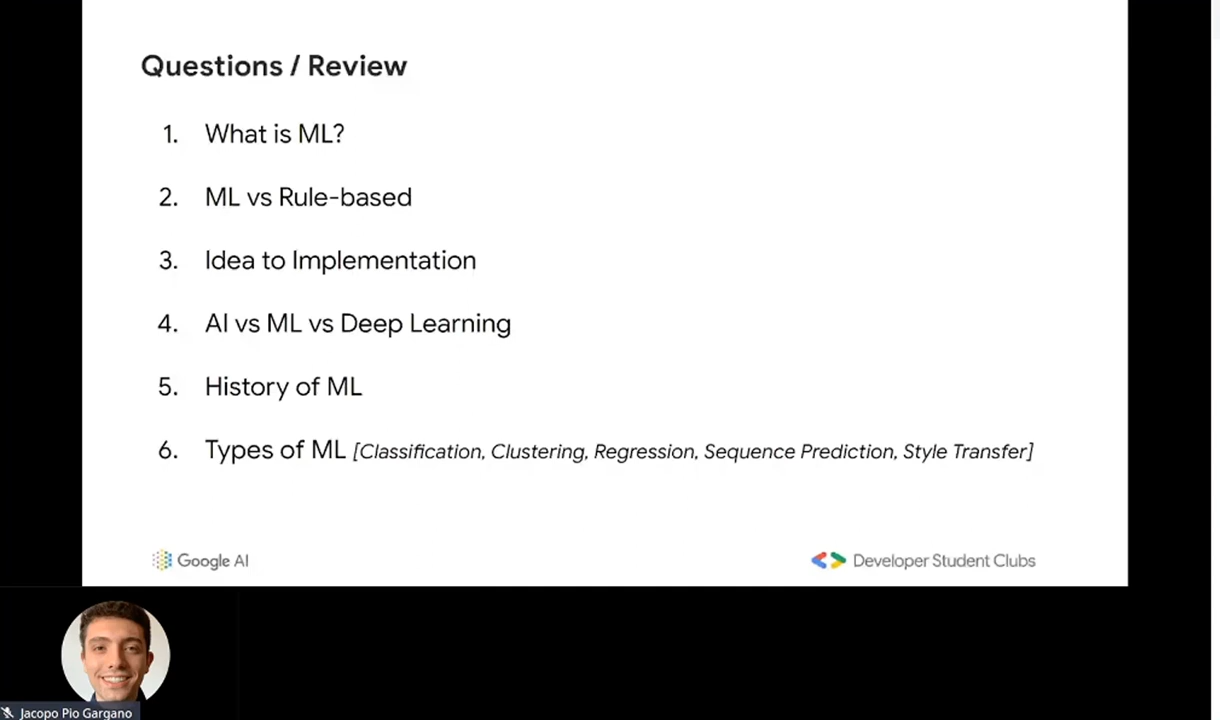 Questions / Review
1. What is ML?
2. ML vs Rule-based
3. Idea to Implementation
4. AI vs ML vs Deep Learning
5. History of ML
6. Types of ML [Classification, Clustering, Regression, Sequence Prediction, Style Transfer]
Google AI
Developer Student Clubs
Jacopo Pio Gargano